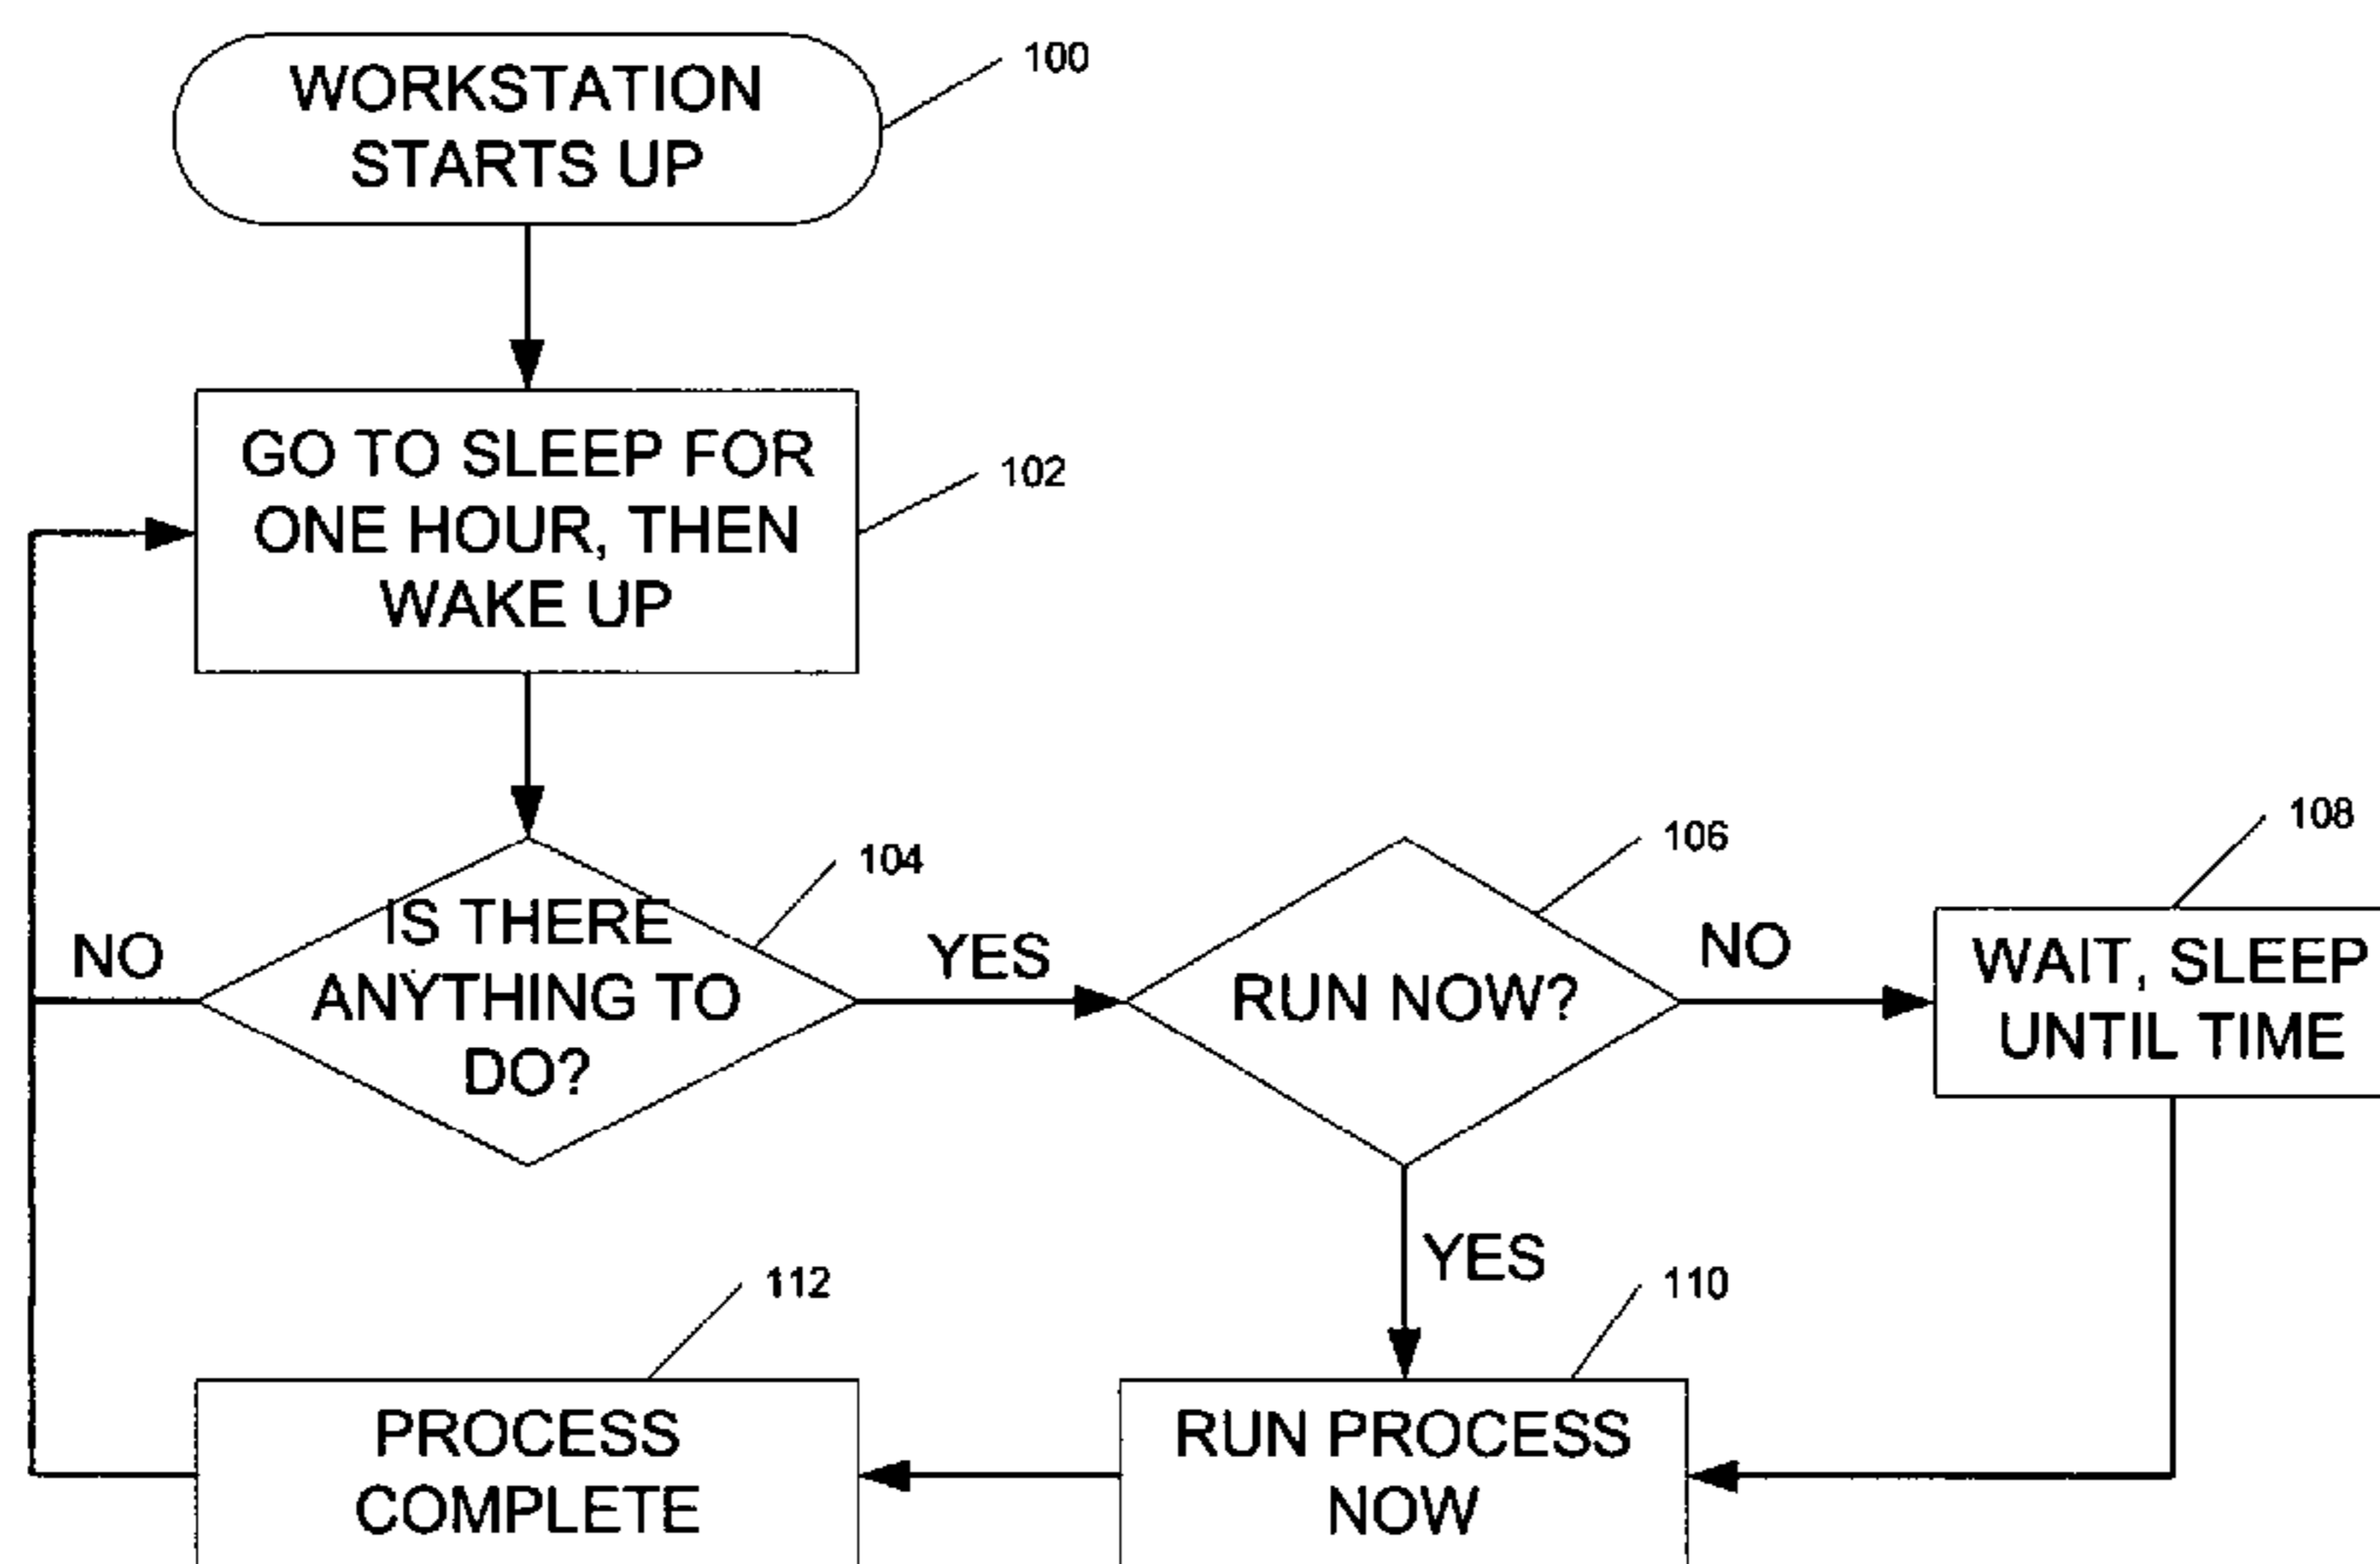 WORKSTATION
STARTS UP
100
GO TO SLEEP FOR
ONE HOUR, THEN
WAKE UP
102
IS THERE
ANYTHING TO
DO?
104
NO
YES
RUN NOW?
106
NO
WAIT, SLEEP
UNTIL TIME
108
YES
RUN PROCESS
NOW
110
PROCESS
COMPLETE
112